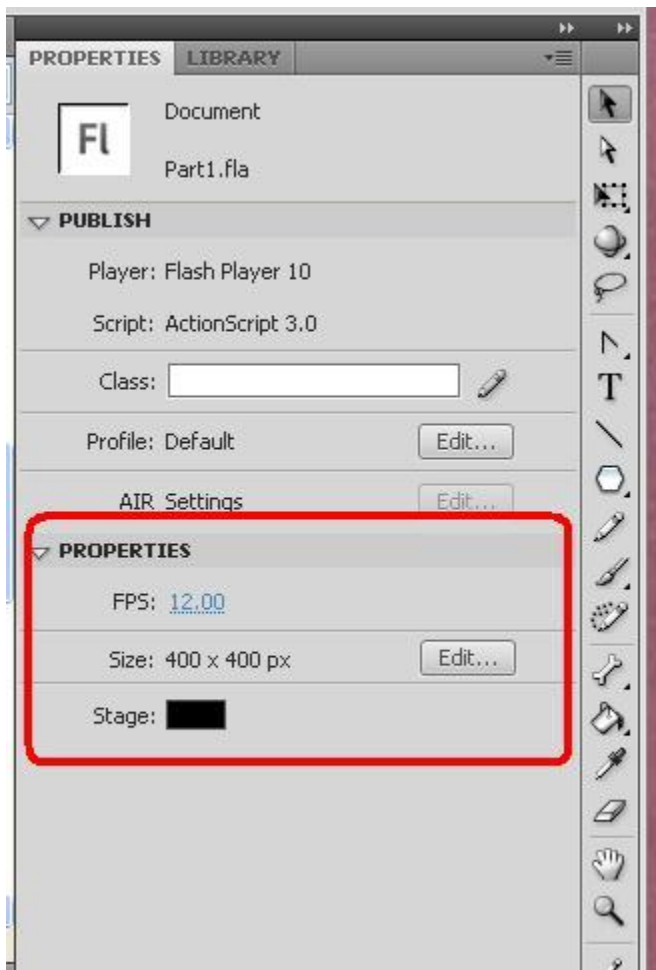 PROPERTIES LIBRARY
Fl
Document
Part1.fla
PUBLISH
Player: Flash Player 10
Script: ActionScript 3.0
Class:
Profile: Default Edit...
AIR Settings Edit...
PROPERTIES
FPS: 12.00
Size: 400 x 400 px Edit...
Stage:
T